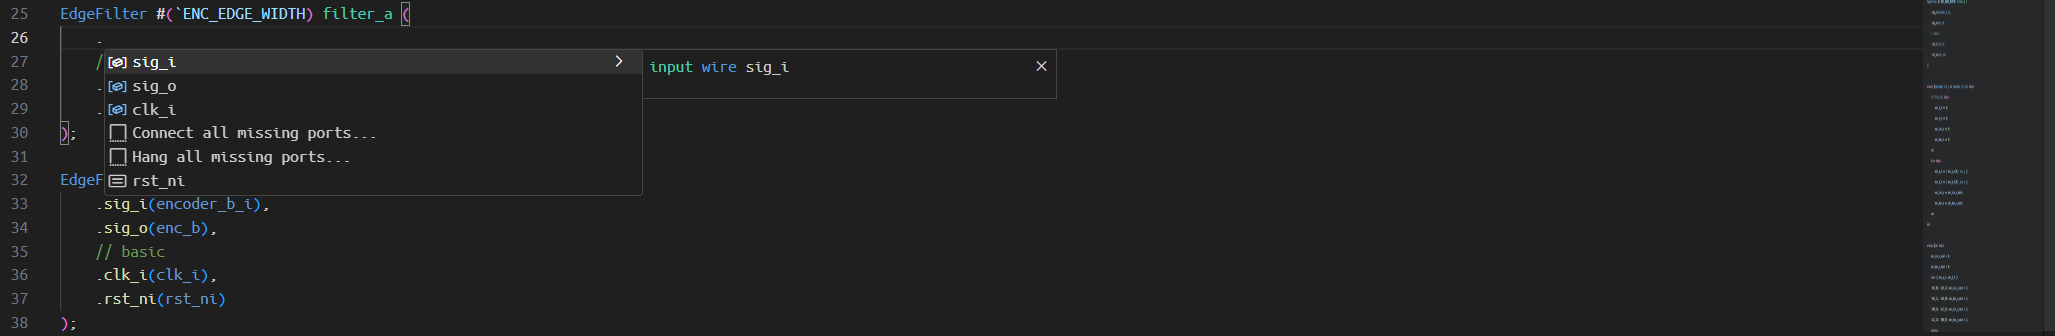 25 EdgeFilter #(`ENC_EDGE_WIDTH) filter_a (
26 .
27 /
[@] sig_i > input wire sig_i ×
28 .
[@] sig_o
29 .
[@] clk_i
30 );
Connect all missing ports...
31
Hang all missing ports...
32 EdgeF
rst_ni
33 .sig_i(encoder_b_i),
34 .sig_o(enc_b),
35 // basic
36 .clk_i(clk_i),
37 .rst_ni(rst_ni)
38 );